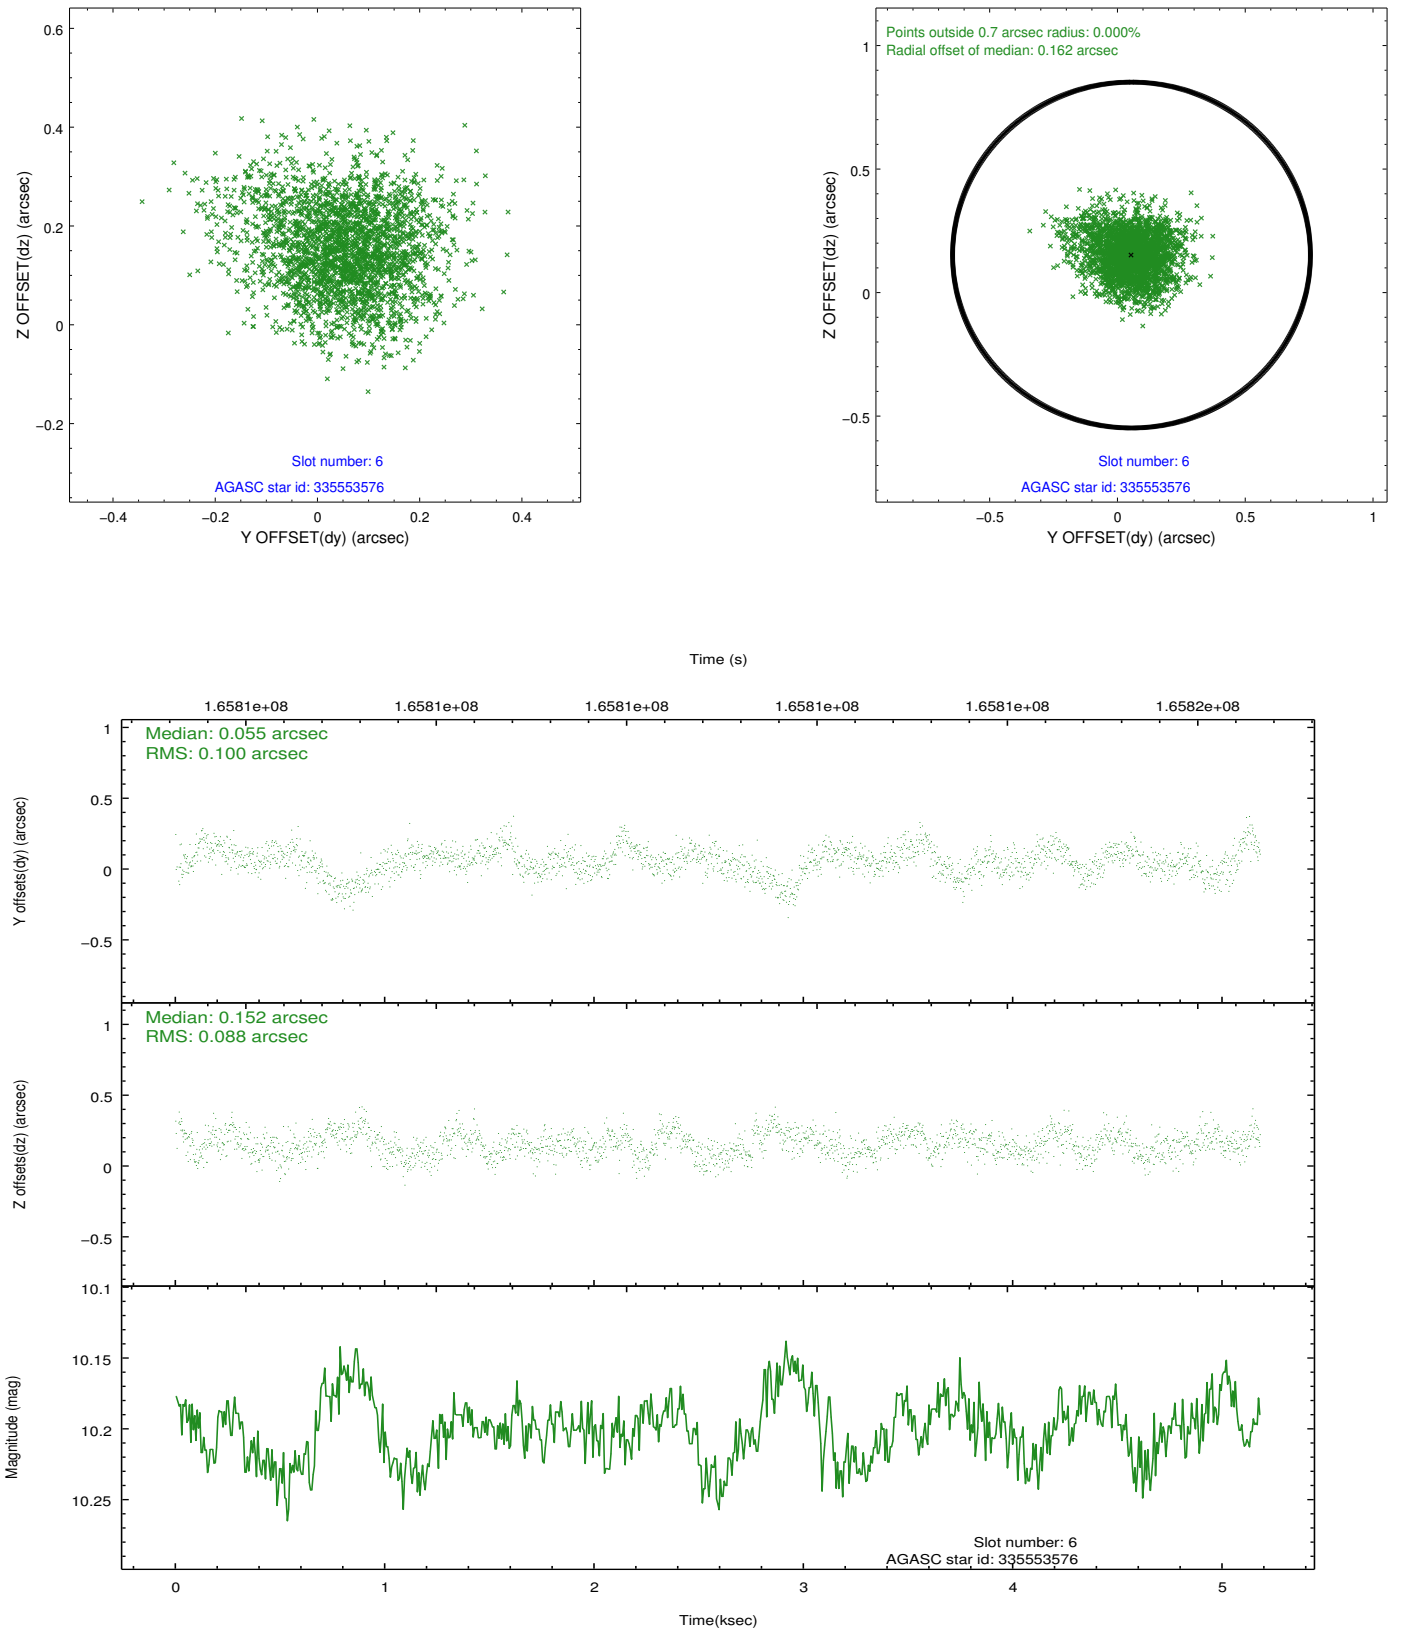 0.6
0.4
0.2
0
−0.2
−0.4
−0.2
0
0.2
0.4
Z OFFSET(dz) (arcsec)
Y OFFSET(dy) (arcsec)
Slot number: 6
AGASC star id: 335553576
Points outside 0.7 arcsec radius: 0.000%
Radial offset of median: 0.162 arcsec
1
0.5
0
−0.5
−0.5
0
0.5
1
Z OFFSET(dz) (arcsec)
Y OFFSET(dy) (arcsec)
Slot number: 6
AGASC star id: 335553576
Time (s)
1.6581e+08 1.6581e+08 1.6581e+08 1.6581e+08 1.6581e+08 1.6582e+08
Median: 0.055 arcsec
RMS: 0.100 arcsec
1
0.5
0
−0.5
Y offsets(dy) (arcsec)
Median: 0.152 arcsec
RMS: 0.088 arcsec
1
0.5
0
−0.5
Z offsets(dz) (arcsec)
10.1
10.15
10.2
10.25
Magnitude (mag)
Slot number: 6
AGASC star id: 335553576
0 1 2 3 4 5
Time(ksec)